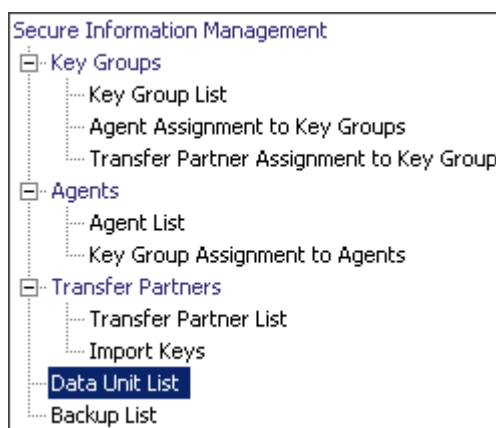 Secure Information Management
Key Groups
Key Group List
Agent Assignment to Key Groups
Transfer Partner Assignment to Key Group
Agents
Agent List
Key Group Assignment to Agents
Transfer Partners
Transfer Partner List
Import Keys
Data Unit List
Backup List